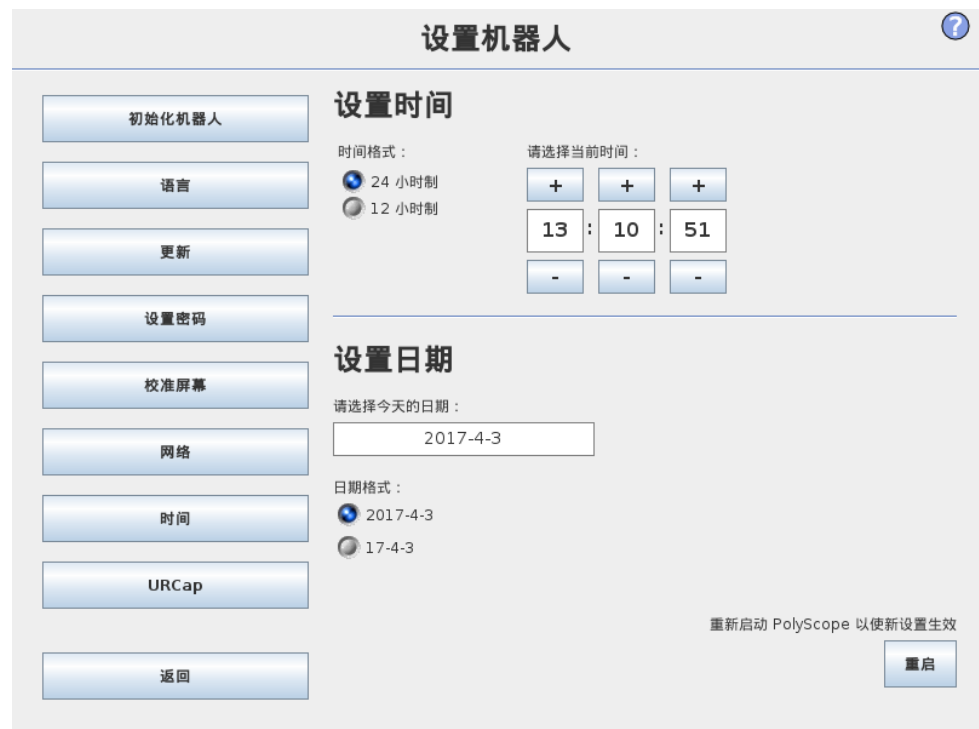 设置机器人
?
初始化机器人
语言
更新
设置密码
校准屏幕
网络
时间
URCap
返回
设置时间
时间格式：
24 小时制
12 小时制
请选择当前时间：
+ + +
13 : 10 : 51
- - -
设置日期
请选择今天的日期：
2017-4-3
日期格式：
2017-4-3
17-4-3
重新启动 PolyScope 以使新设置生效
重启